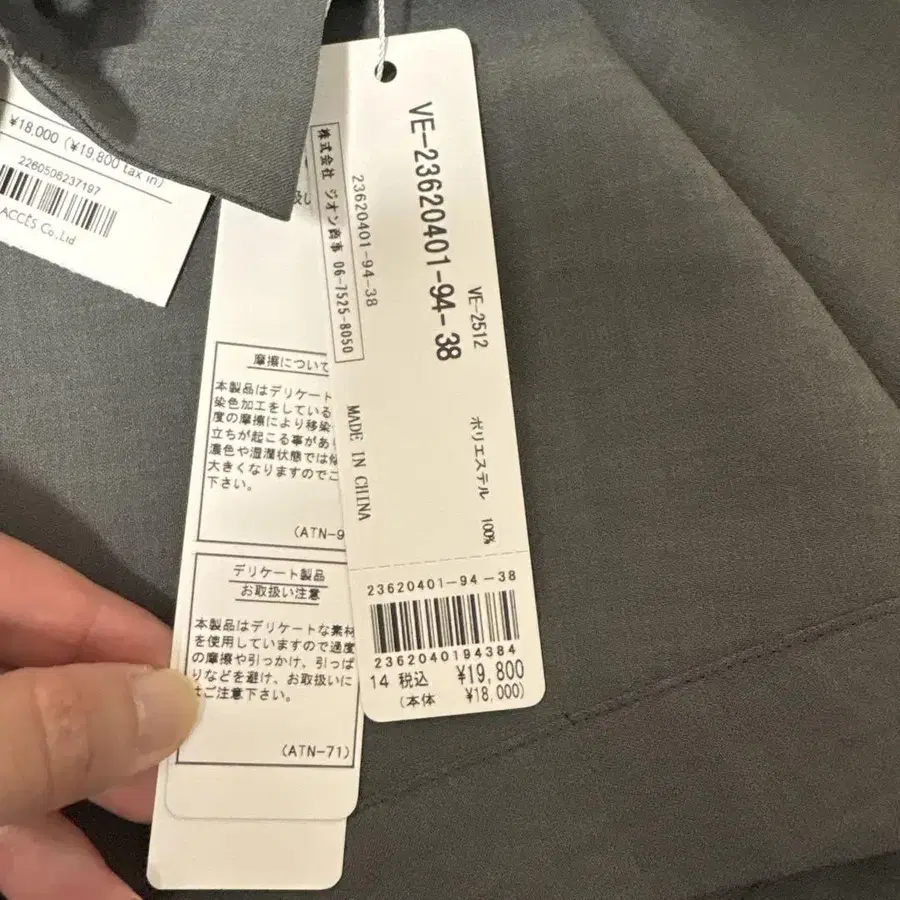 ¥18,000 (¥19,800 tax in)
2260506237197
ACCÈS Co.,Ltd
VE-23620401-94-38
VE-2512
23620401-94-38
株式会社 ジオン商事 06-7525-8050
ポリエステル 100%
MADE IN CHINA
23620401-94-38
2362040194384
14 税込 ¥19,800
(本体 ¥18,000)
扱い
摩擦について
本製品はデリケート
染色加工をしている
度の摩擦により移染
立ちが起こる事があ
濃色や湿潤状態では
大きくなりますのでご
下さい。
(ATN-9
デリケート製品
お取扱い注意
本製品はデリケートな素材
を使用していますので過度
の摩擦や引っかけ、引っぱ
りなどを避け、お取扱いに
はご注意下さい。
(ATN-71)